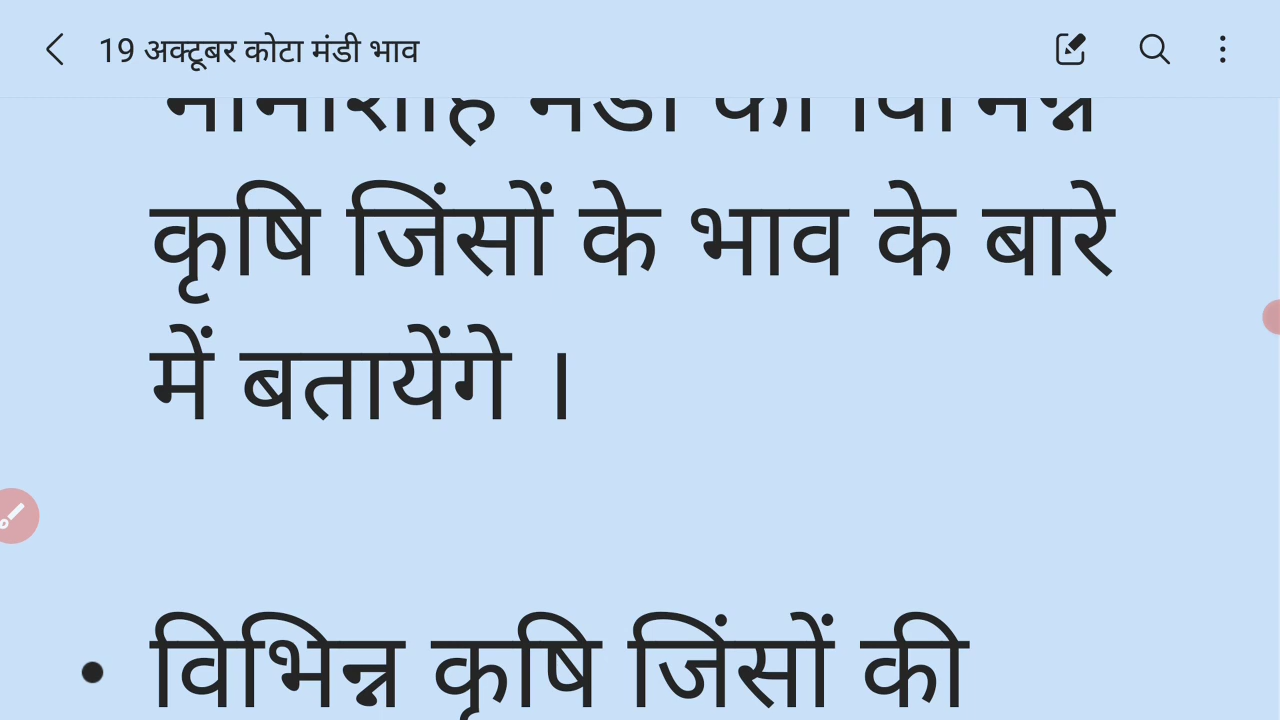 19 अक्टूबर कोटा मंडी भाव
भामाशाह मंडी की विभिन्न
कृषि जिंसों के भाव के बारे
में बतायेंगे ।
• विभिन्न कृषि जिंसों की